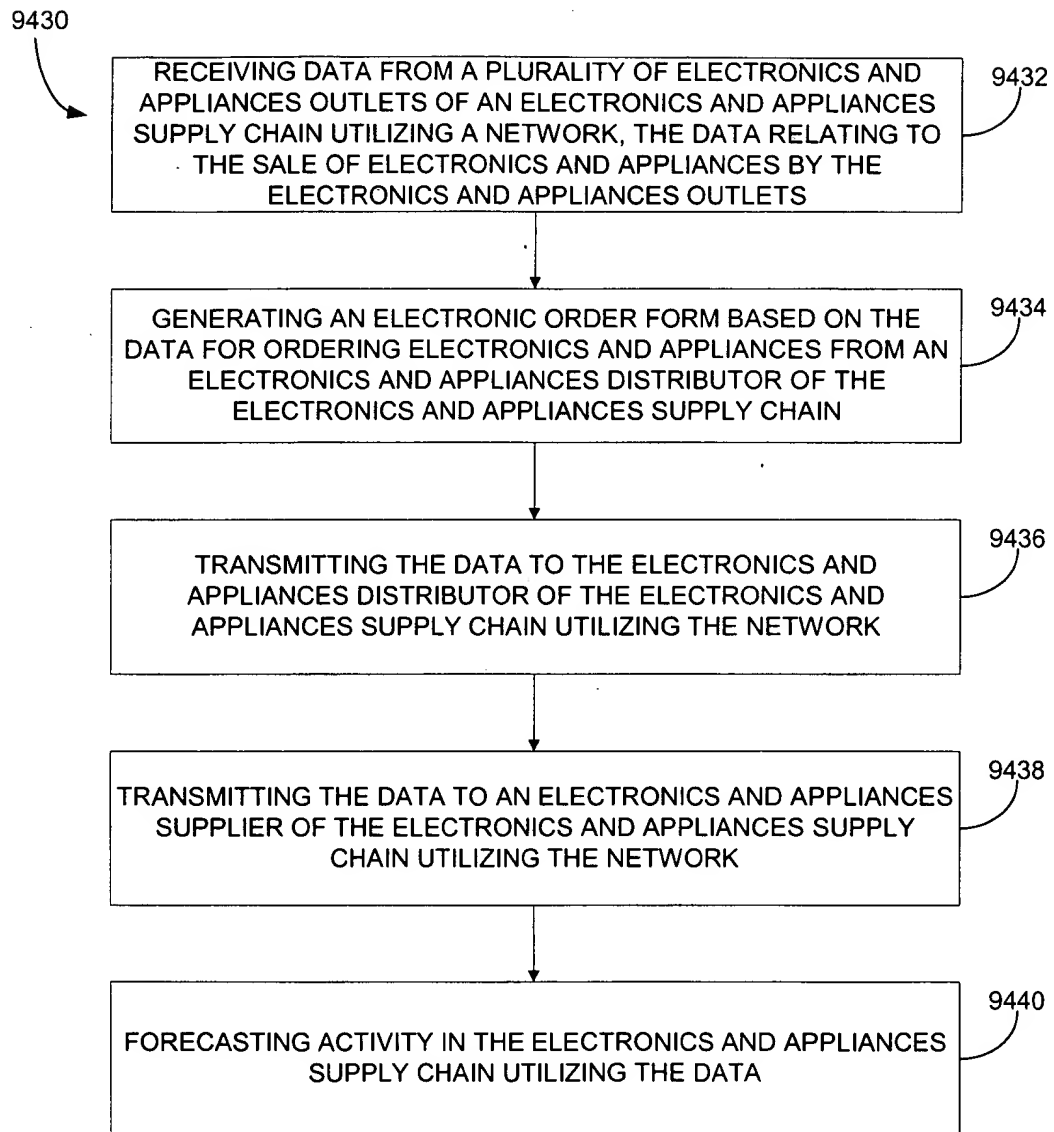 9430
RECEIVING DATA FROM A PLURALITY OF ELECTRONICS AND
APPLIANCES OUTLETS OF AN ELECTRONICS AND APPLIANCES
SUPPLY CHAIN UTILIZING A NETWORK, THE DATA RELATING TO
THE SALE OF ELECTRONICS AND APPLIANCES BY THE
ELECTRONICS AND APPLIANCES OUTLETS
9432
GENERATING AN ELECTRONIC ORDER FORM BASED ON THE
DATA FOR ORDERING ELECTRONICS AND APPLIANCES FROM AN
ELECTRONICS AND APPLIANCES DISTRIBUTOR OF THE
ELECTRONICS AND APPLIANCES SUPPLY CHAIN
9434
TRANSMITTING THE DATA TO THE ELECTRONICS AND
APPLIANCES DISTRIBUTOR OF THE ELECTRONICS AND
APPLIANCES SUPPLY CHAIN UTILIZING THE NETWORK
9436
TRANSMITTING THE DATA TO AN ELECTRONICS AND APPLIANCES
SUPPLIER OF THE ELECTRONICS AND APPLIANCES SUPPLY
CHAIN UTILIZING THE NETWORK
9438
FORECASTING ACTIVITY IN THE ELECTRONICS AND APPLIANCES
SUPPLY CHAIN UTILIZING THE DATA
9440